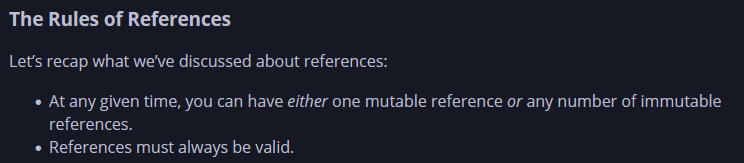 The Rules of References
Let’s recap what we’ve discussed about references:
• At any given time, you can have either one mutable reference or any number of immutable
references.
• References must always be valid.